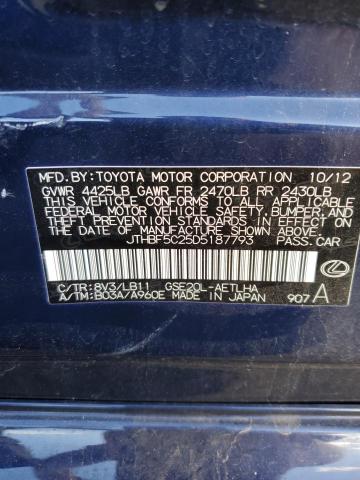 MFD. BY: TOYOTA MOTOR CORPORATION 10/12
GVWR 4425LB GAWR FR 2470LB RR 2430LB
THIS VEHICLE CONFORMS TO ALL APPLICABLE
FEDERAL MOTOR VEHICLE SAFETY, BUMPER, AND
THEFT PREVENTION STANDARDS IN EFFECT ON
THE DATE OF MANUFACTURE SHOWN ABOVE.
JTHBF5C25D5187793 PASS.CAR
C/TR:8V3/LB11 GSE20L-AETLHA
A/TM:B03A/A960E MADE IN JAPAN 907 A